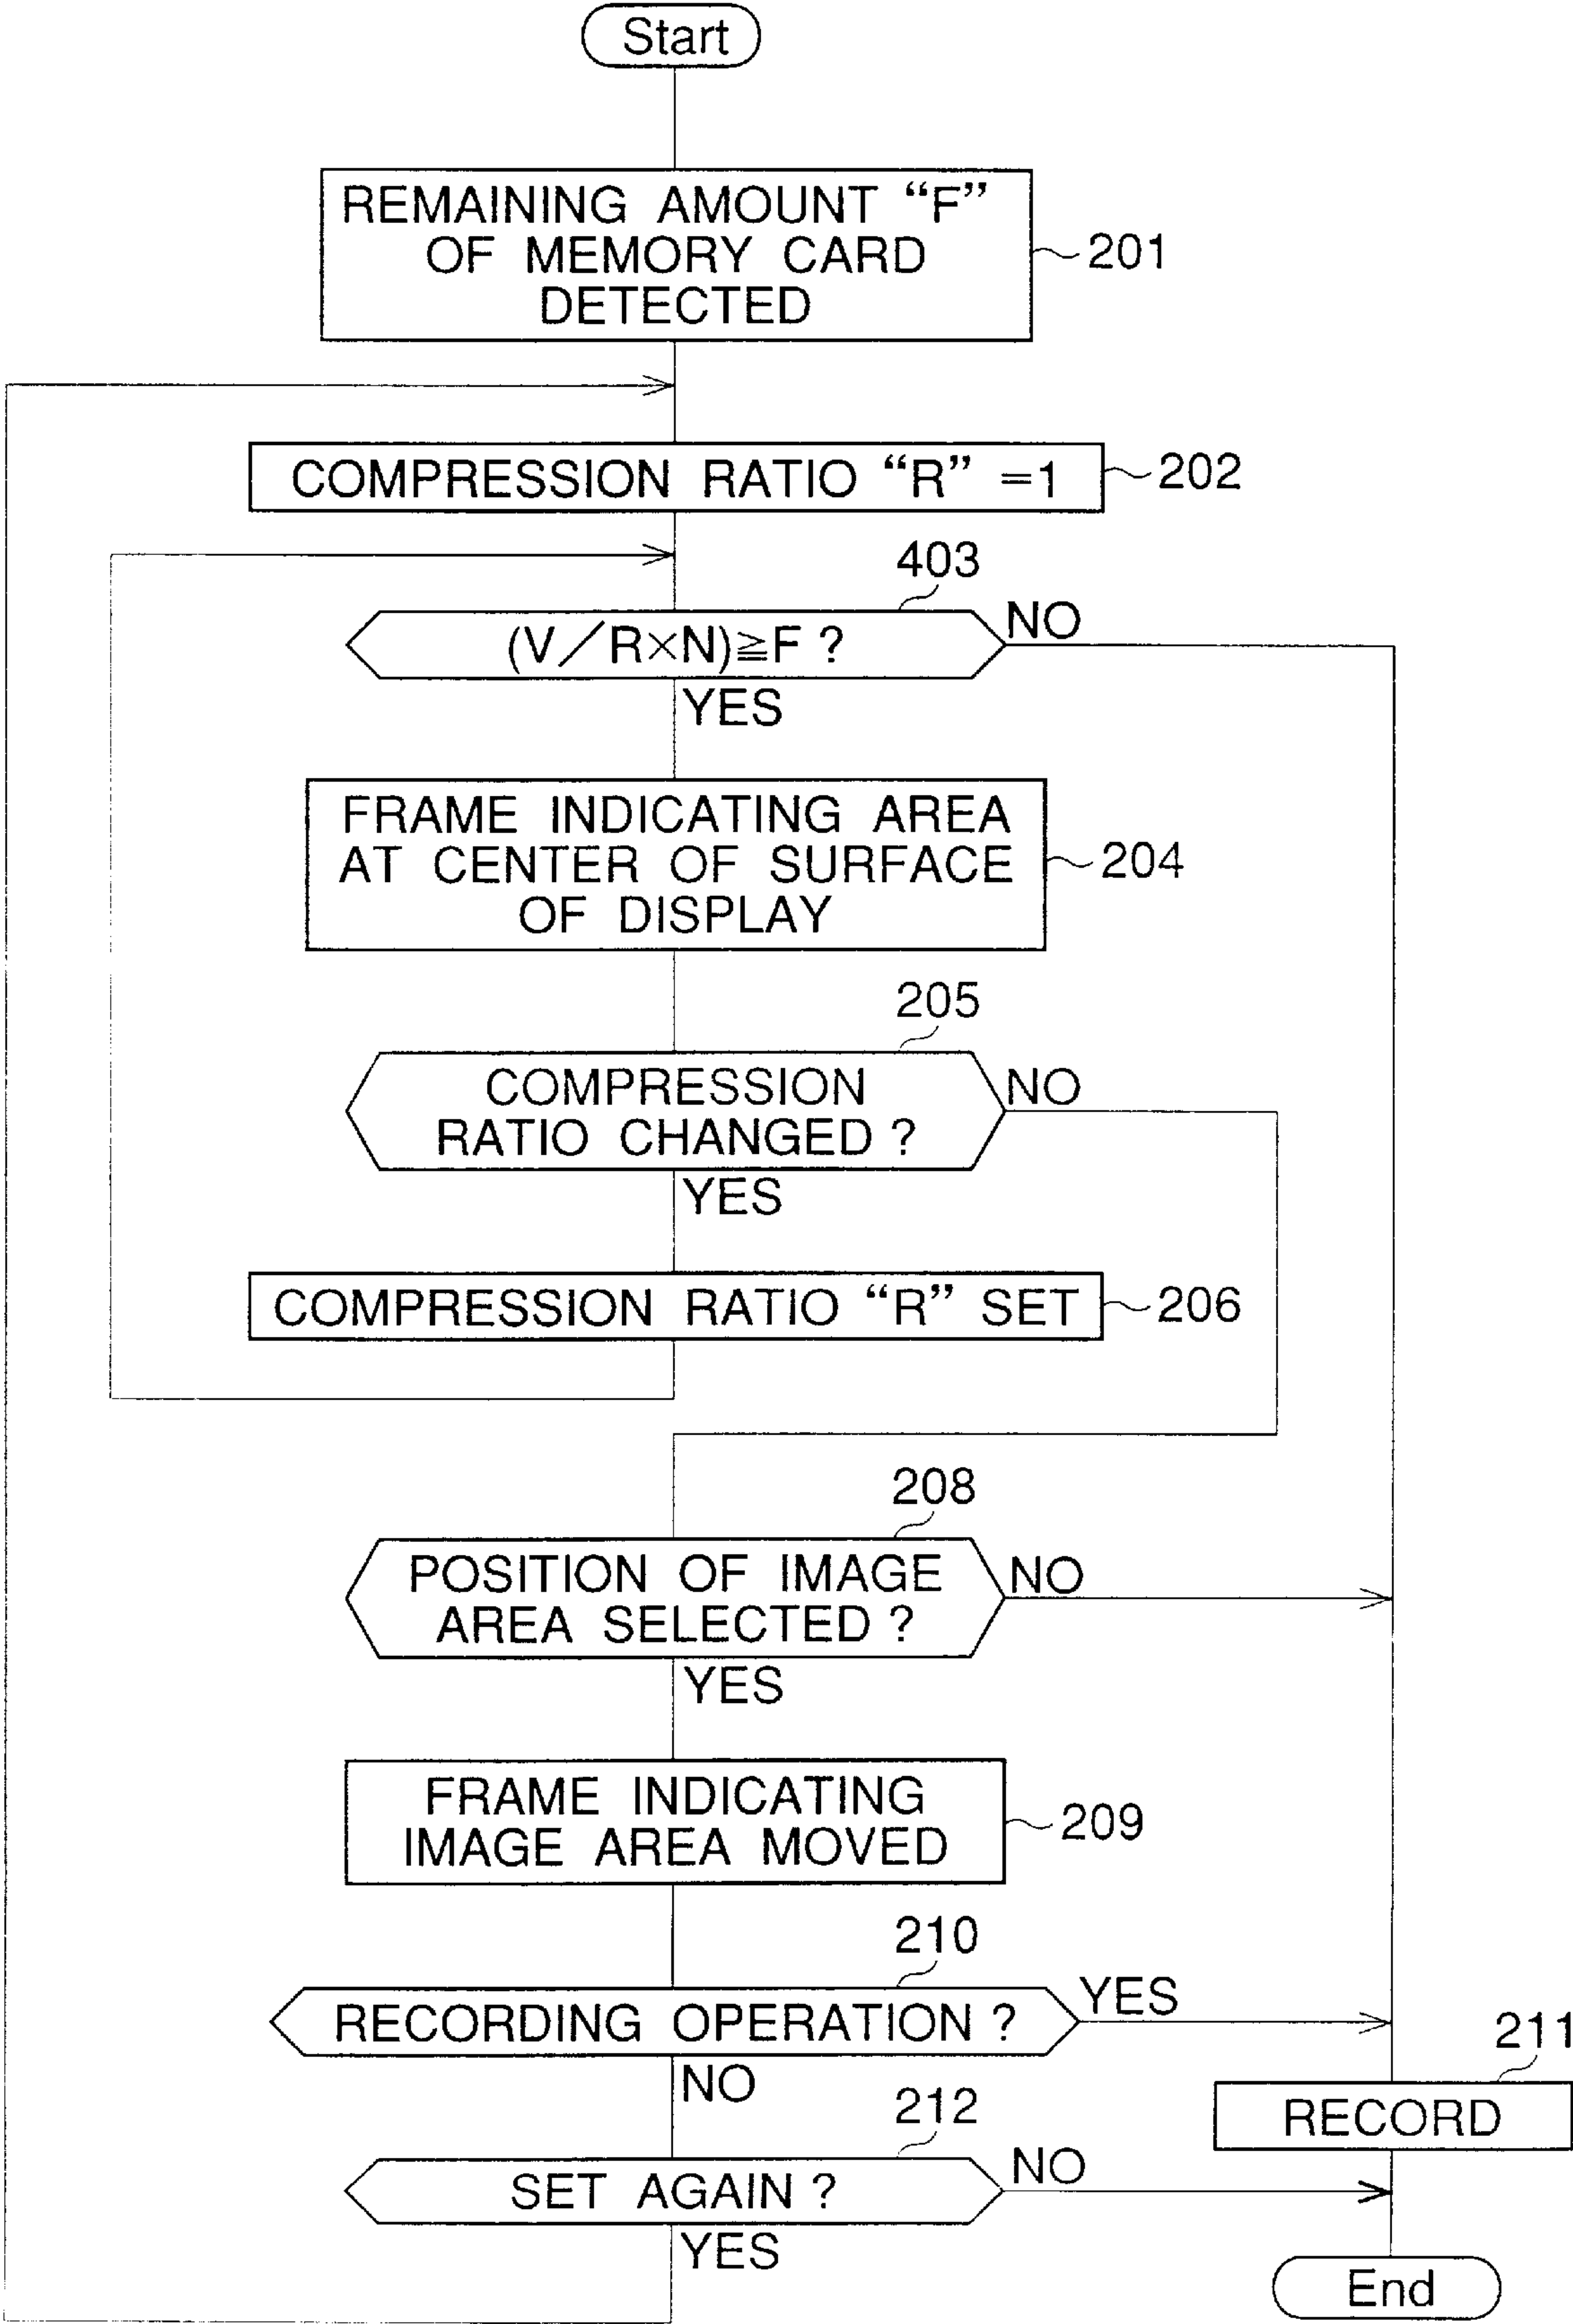 Start
REMAINING AMOUNT “F”
OF MEMORY CARD
DETECTED
201
COMPRESSION RATIO “R” =1
202
403
(V／R×N)≧F ?
NO
YES
FRAME INDICATING AREA
AT CENTER OF SURFACE
OF DISPLAY
204
205
COMPRESSION
RATIO CHANGED ?
NO
YES
COMPRESSION RATIO “R” SET
206
208
POSITION OF IMAGE
AREA SELECTED ?
NO
YES
FRAME INDICATING
IMAGE AREA MOVED
209
210
RECORDING OPERATION ?
YES
NO
211
RECORD
212
SET AGAIN ?
NO
YES
End